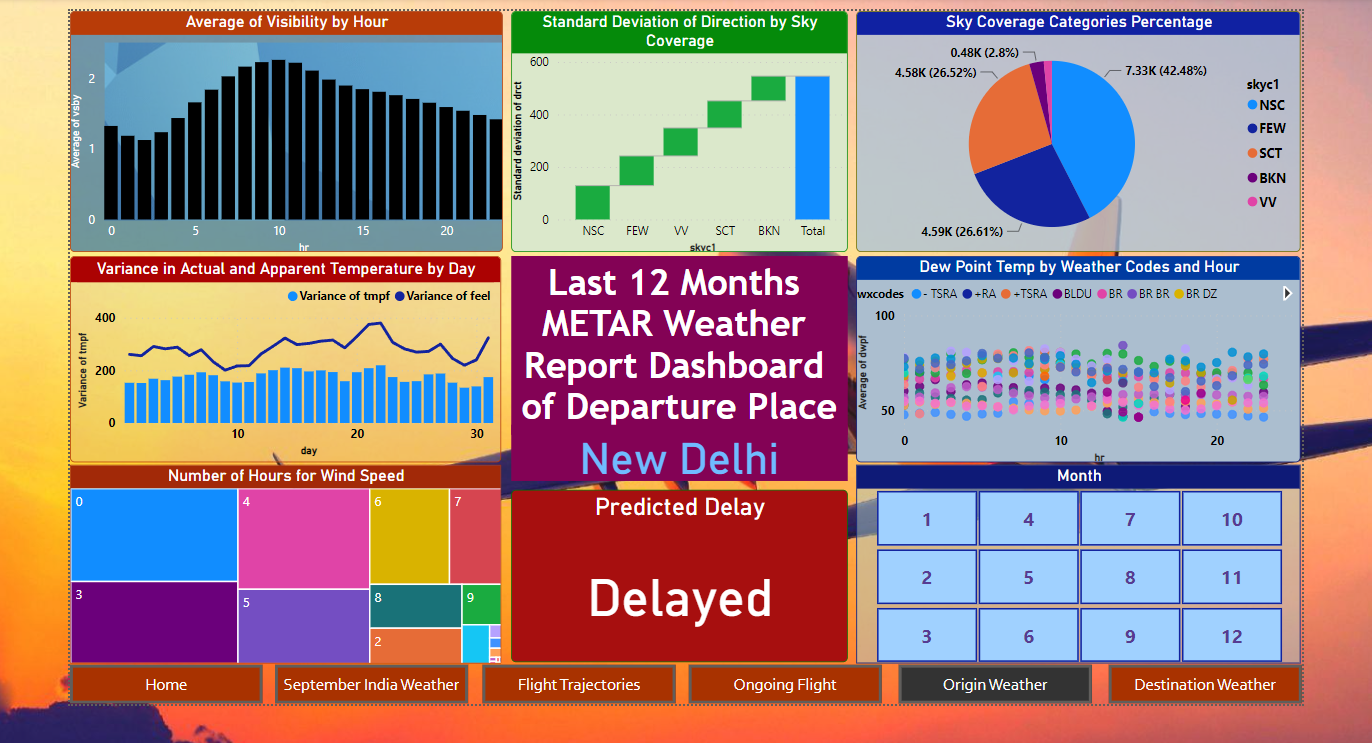 Average of Visibility by Hour
Average of vsby
2
1
0
0
5
10
15
20
hr
Standard Deviation of Direction by Sky
Coverage
Standard deviation of drct
600
400
200
0
NSC
FEW
VV
SCT
BKN
Total
skyc1
Sky Coverage Categories Percentage
0.48K (2.8%)
4.58K (26.52%)
7.33K (42.48%)
4.59K (26.61%)
skyc1
NSC
FEW
SCT
BKN
VV
Variance in Actual and Apparent Temperature by Day
Variance of tmpf Variance of feel
Variance of tmpf
400
200
0
10
20
30
day
Last 12 Months
METAR Weather
Report Dashboard
of Departure Place
New Delhi
Dew Point Temp by Weather Codes and Hour
wxcodes - TSRA +RA +TSRA BLDU BR BR BR BR DZ
Average of dwpf
100
50
0
10
20
hr
Number of Hours for Wind Speed
0
4
6
7
3
5
8
9
2
Predicted Delay
Delayed
Month
1 4 7 10
2 5 8 11
3 6 9 12
Home
September India Weather
Flight Trajectories
Ongoing Flight
Origin Weather
Destination Weather